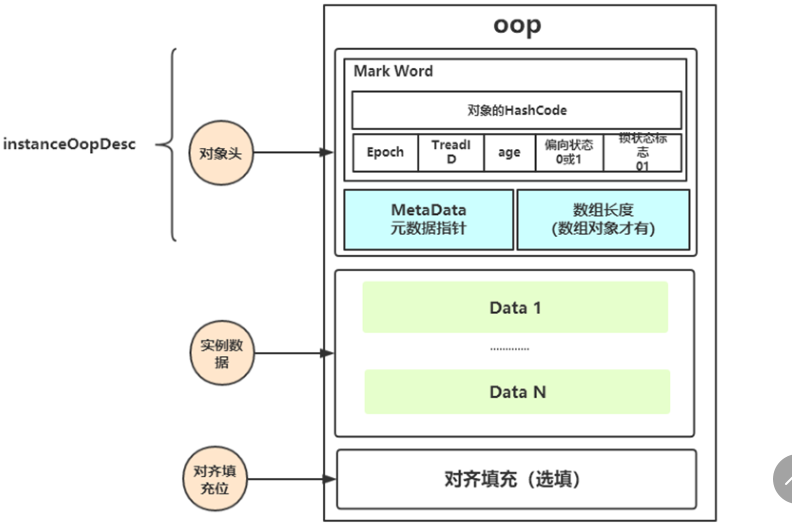 oop
instanceOopDesc
对象头
Mark Word
对象的HashCode
Epoch
TreadI
D
age
偏向状态
0或1
锁状态标
志
01
MetaData
元数据指针
数组长度
(数组对象才有)
实例数
据
Data 1
.............
Data N
对齐填
充位
对齐填充（选填）